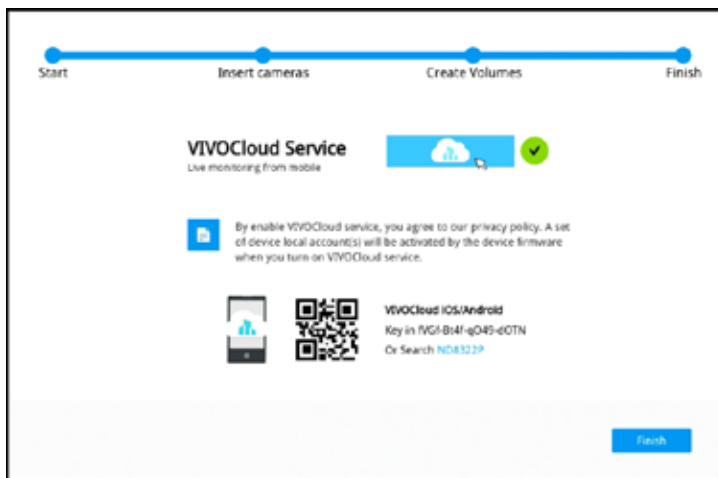 Start Insert cameras Create Volumes Finish
VIVOCloud Service
Live monitoring from mobile
By enable VIVOCloud service, you agree to our privacy policy. A set
of device local account(s) will be activated by the device firmware
when you turn on VIVOCloud service.
VIVOCloud iOS/Android
Key in
Or Search ND8322P
Finish